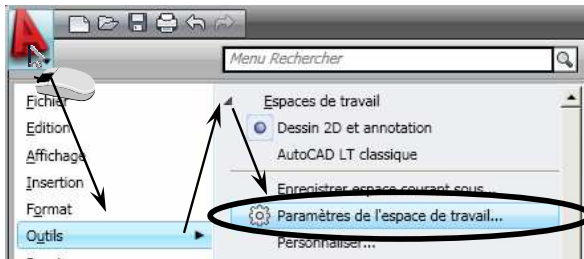 Menu Rechercher
Fichier
Edition
Affichage
Insertion
Format
Outils
Espaces de travail
Dessin 2D et annotation
AutoCAD LT classique
Enregistrer espace courant sous...
Paramètres de l'espace de travail...
Personnaliser...